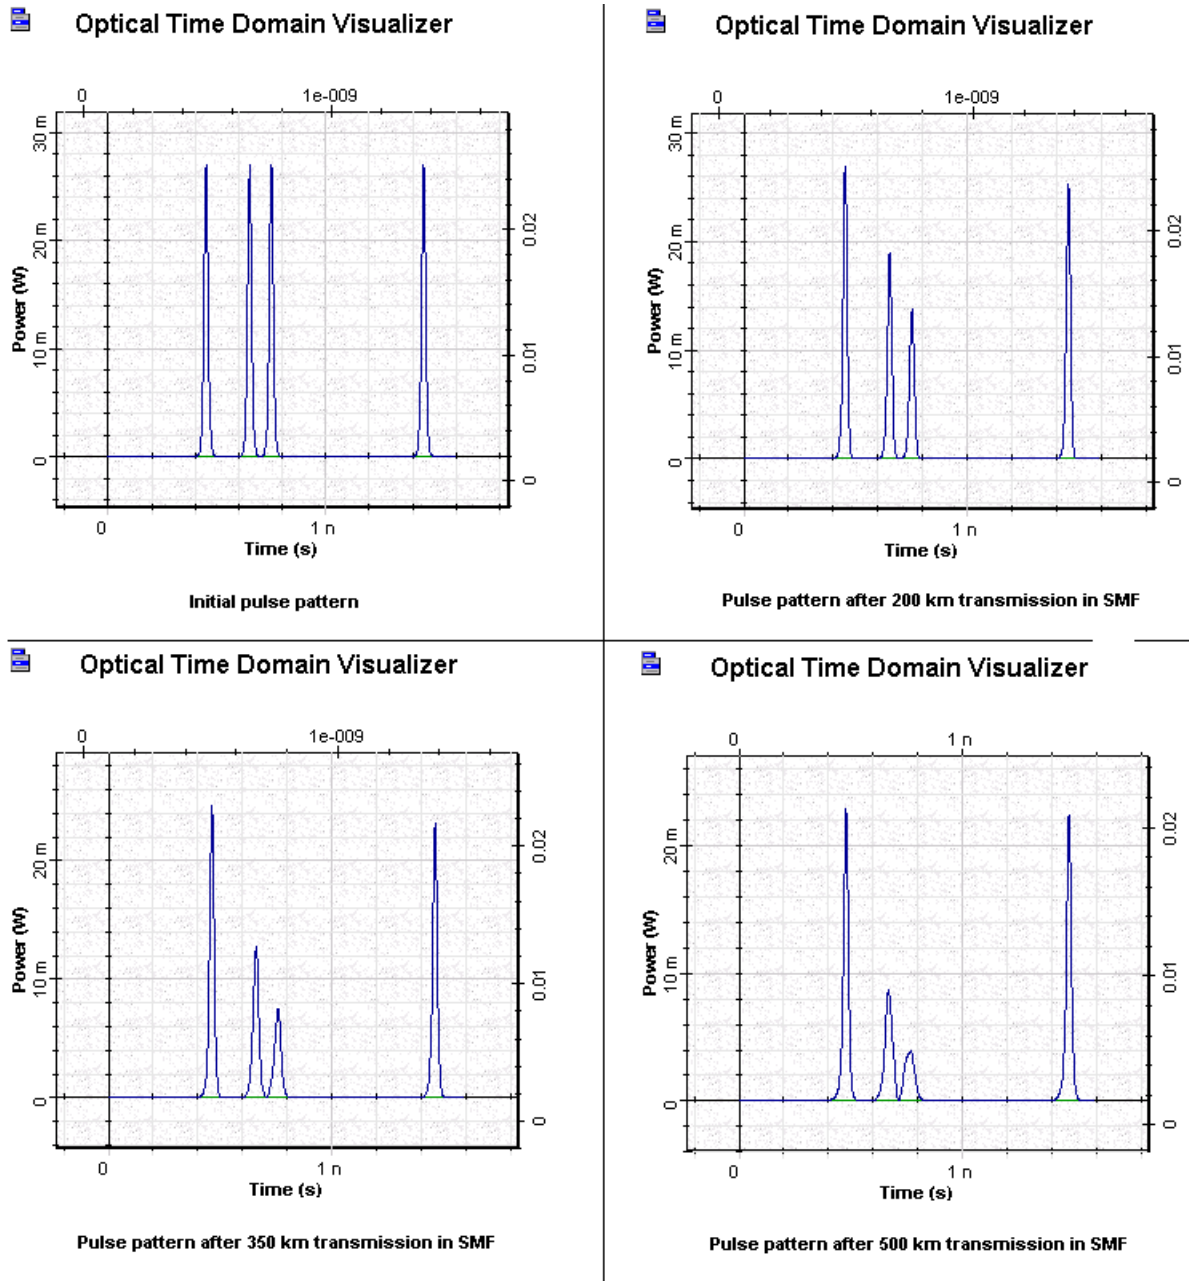 Optical Time Domain Visualizer
0 1e-009
30 m
20 m
10 m
0
Power (W)
0.02
0.01
0
0 1 n
Time (s)
Initial pulse pattern
Optical Time Domain Visualizer
0 1e-009
30 m
20 m
10 m
0
Power (W)
0.02
0.01
0
0 1 n
Time (s)
Pulse pattern after 200 km transmission in SMF
Optical Time Domain Visualizer
0 1e-009
20 m
10 m
0
Power (W)
0.02
0.01
0
0 1 n
Time (s)
Pulse pattern after 350 km transmission in SMF
Optical Time Domain Visualizer
0 1 n
20 m
10 m
0
Power (W)
0.02
0.01
0
0 1 n
Time (s)
Pulse pattern after 500 km transmission in SMF